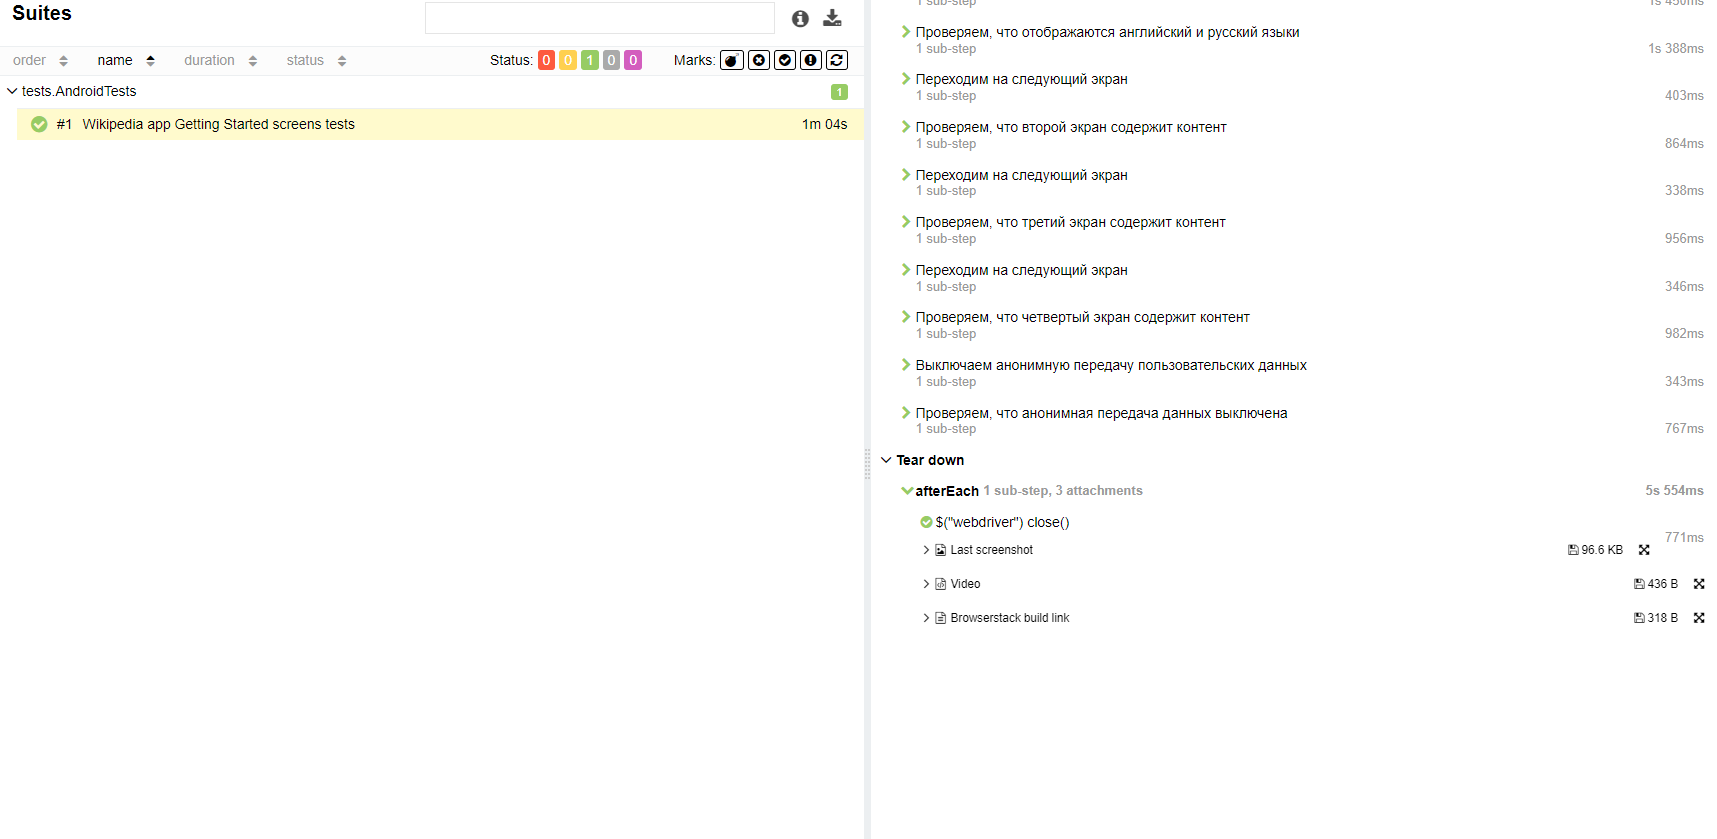 Suites
order name duration status Status: 0 0 1 0 0 Marks:
tests.AndroidTests 1
#1 Wikipedia app Getting Started screens tests 1m 04s
1 sub-step 1s 450ms
Проверяем, что отображаются английский и русский языки
1 sub-step 1s 388ms
Переходим на следующий экран
1 sub-step 403ms
Проверяем, что второй экран содержит контент
1 sub-step 864ms
Переходим на следующий экран
1 sub-step 338ms
Проверяем, что третий экран содержит контент
1 sub-step 956ms
Переходим на следующий экран
1 sub-step 346ms
Проверяем, что четвертый экран содержит контент
1 sub-step 982ms
Выключаем анонимную передачу пользовательских данных
1 sub-step 343ms
Проверяем, что анонимная передача данных выключена
1 sub-step 767ms
Tear down
afterEach 1 sub-step, 3 attachments 5s 554ms
$("webdriver") close()
771ms
Last screenshot 96.6 KB
Video 436 B
Browserstack build link 318 B